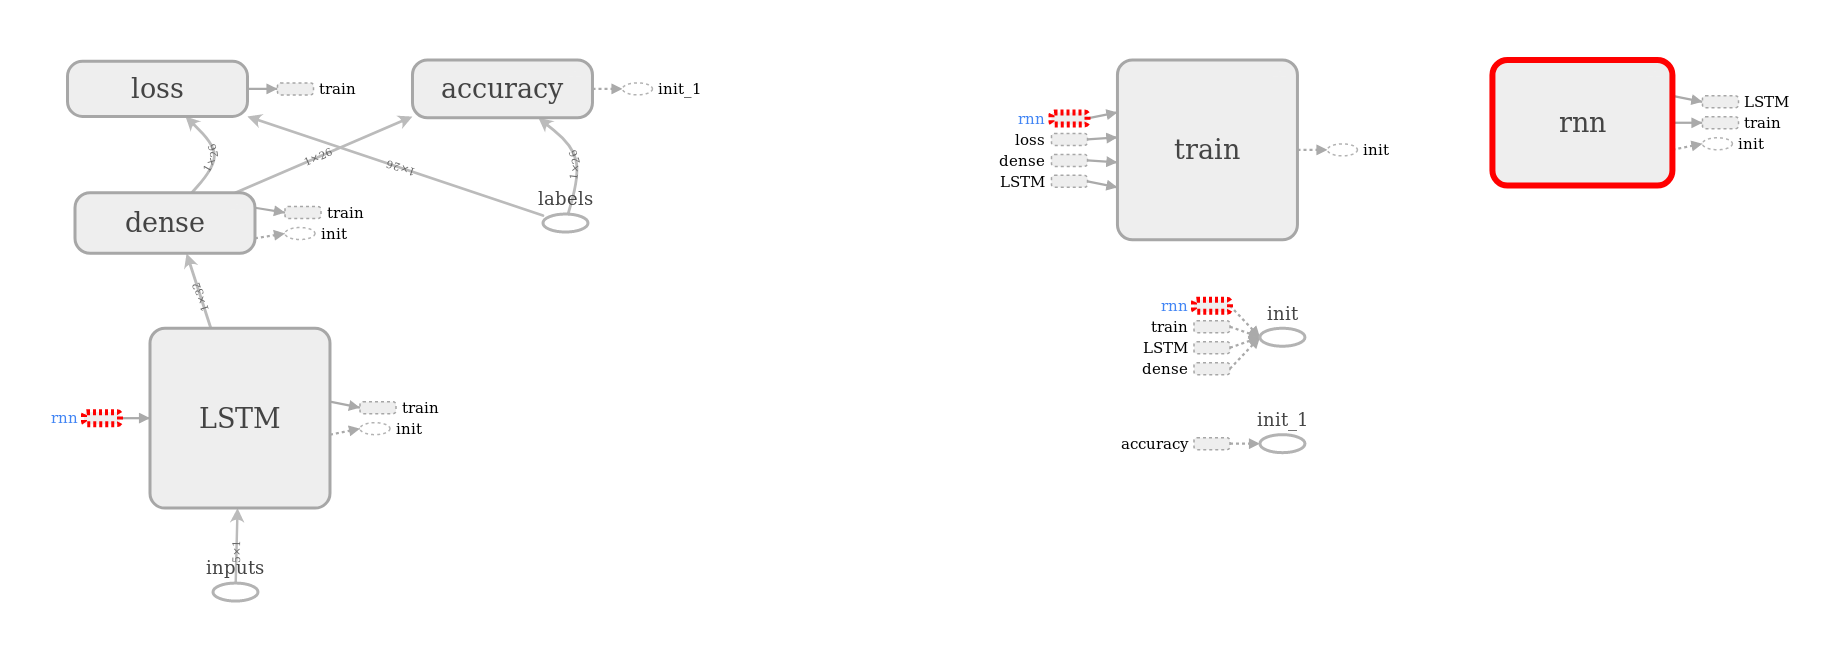 loss
train
accuracy
init_1
1×26
1×26
1×26
1×26
labels
dense
train
init
1×32
rnn
LSTM
train
init
5×1
inputs
rnn
loss
dense
LSTM
train
init
rnn
LSTM
train
init
rnn
train
LSTM
dense
init
init_1
accuracy